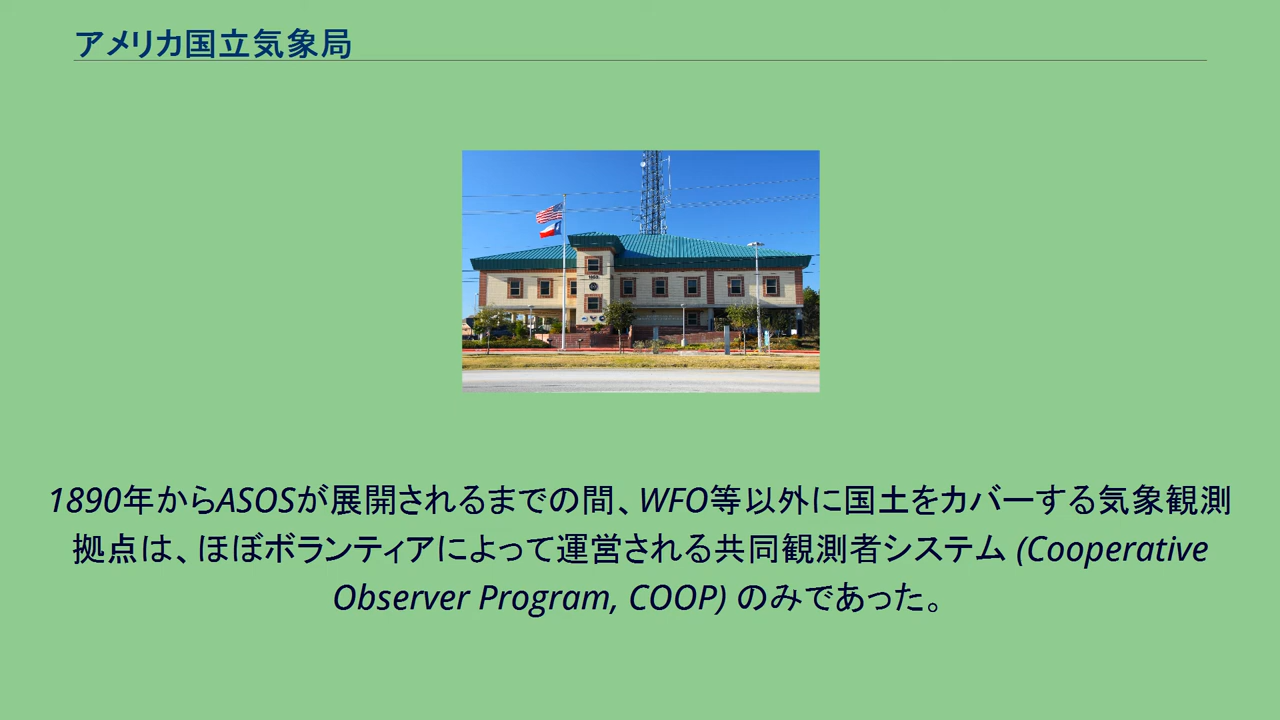 アメリカ国立気象局
1890年からASOSが展開されるまでの間、WFO等以外に国土をカバーする気象観測
拠点は、ほぼボランティアによって運営される共同観測者システム (Cooperative
Observer Program, COOP) のみであった。